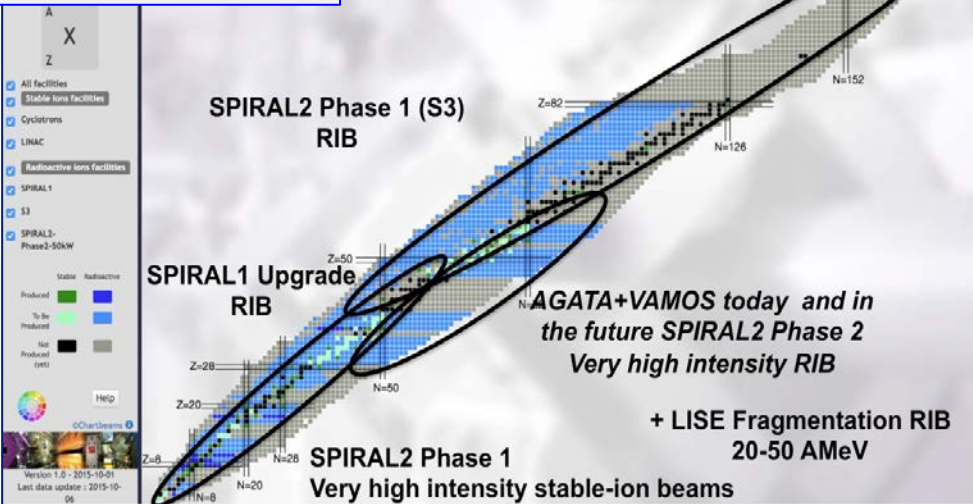 A
X
Z
All facilities
Stable ions facilities
Cyclotrons
LINAC
Radioactive ions facilities
SPIRAL1
S3
SPIRAL2-
Phase2-50kW
Stable Radioactive
Produced
To Be
Produced
Not
Produced
(yet)
Help
©Chartbeams
Version 1.0 - 2015-10-01
Last data update : 2015-10-
06
SPIRAL2 Phase 1 (S3)
RIB
Z=82
N=152
N=126
Z=50
SPIRAL1 Upgrade
RIB
AGATA+VAMOS today and in
the future SPIRAL2 Phase 2
Very high intensity RIB
Z=28
N=50
Z=20
+ LISE Fragmentation RIB
20-50 AMeV
N=28
Z=8
N=20
N=8
SPIRAL2 Phase 1
Very high intensity stable-ion beams